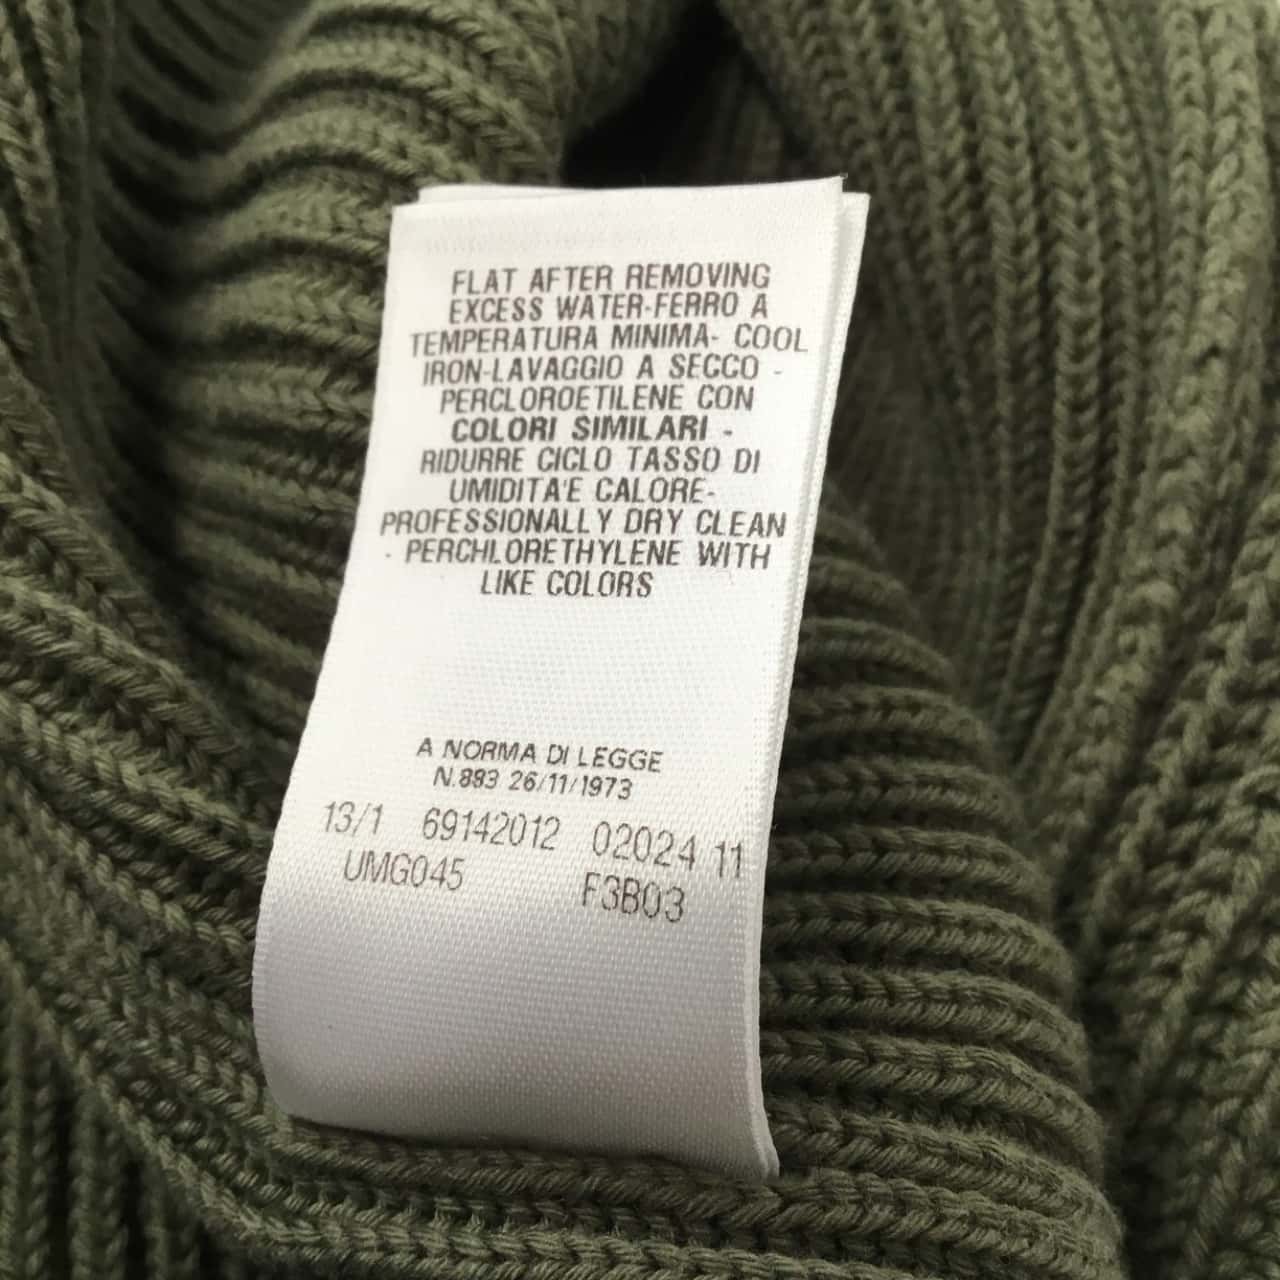 FLAT AFTER REMOVING
EXCESS WATER-FERRO A
TEMPERATURA MINIMA- COOL
IRON-LAVAGGIO A SECCO -
PERCLOROETILENE CON
COLORI SIMILARI -
RIDURRE CICLO TASSO DI
UMIDITA'E CALORE-
PROFESSIONALLY DRY CLEAN
- PERCHLORETHYLENE WITH
LIKE COLORS
A NORMA DI LEGGE
N.883 26/11/1973
13/1 69142012 02024 11
UMG045 F3B03